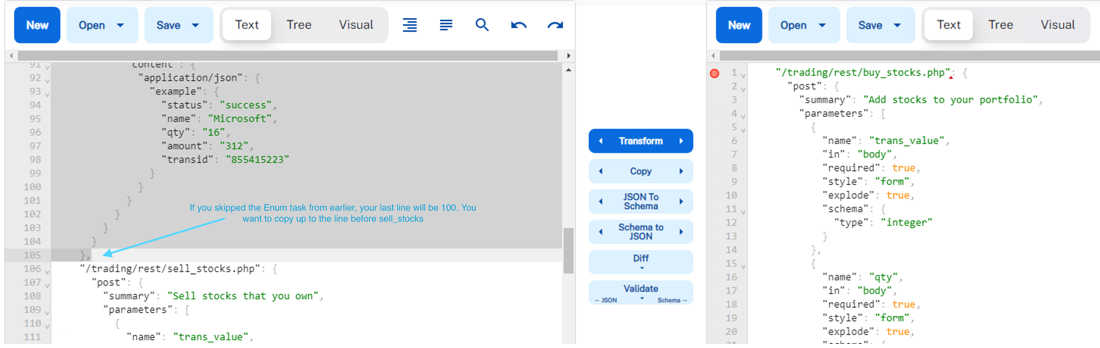 New Open Save Text Tree Visual
91 content": {
92 "application/json": {
93 "example": {
94 "status": "success",
95 "name": "Microsoft",
96 "qty": "16",
97 "amount": "312",
98 "transid": "855415223"
99 }
100 }
101 }
102 }
103 }
104 }
105 },
106 "/trading/rest/sell_stocks.php": {
107 "post": {
108 "summary": "Sell stocks that you own",
109 "parameters": [
110 {
111 "name": "trans_value",
If you skipped the Enum task from earlier, your last line will be 100. You
want to copy up to the line before sell_stocks
Transform
Copy
JSON To
Schema
Schema to
JSON
Diff
Validate
-- JSON Schema --
New Open Save Text Tree Visual
1 "/trading/rest/buy_stocks.php": {
2 "post": {
3 "summary": "Add stocks to your portfolio",
4 "parameters": [
5 {
6 "name": "trans_value",
7 "in": "body",
8 "required": true,
9 "style": "form",
10 "explode": true,
11 "schema": {
12 "type": "integer"
13 }
14 },
15 {
16 "name": "qty",
17 "in": "body",
18 "required": true,
19 "style": "form",
20 "explode": true,
21 "schema": {